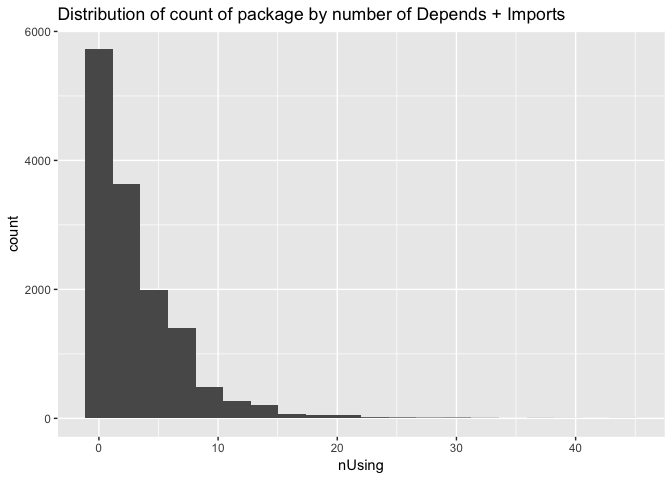 Distribution of count of package by number of Depends + Imports
6000
4000
2000
0
count
0 10 20 30 40
nUsing